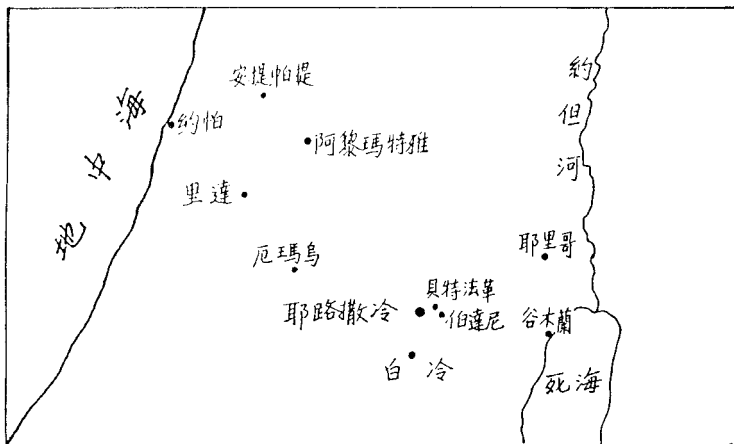 安提帕提
約但河
地中海
約帕
阿黎瑪特雅
里達
耶里哥
厄瑪烏
貝特法革
耶路撒冷
伯達尼
谷木蘭
白冷
死海